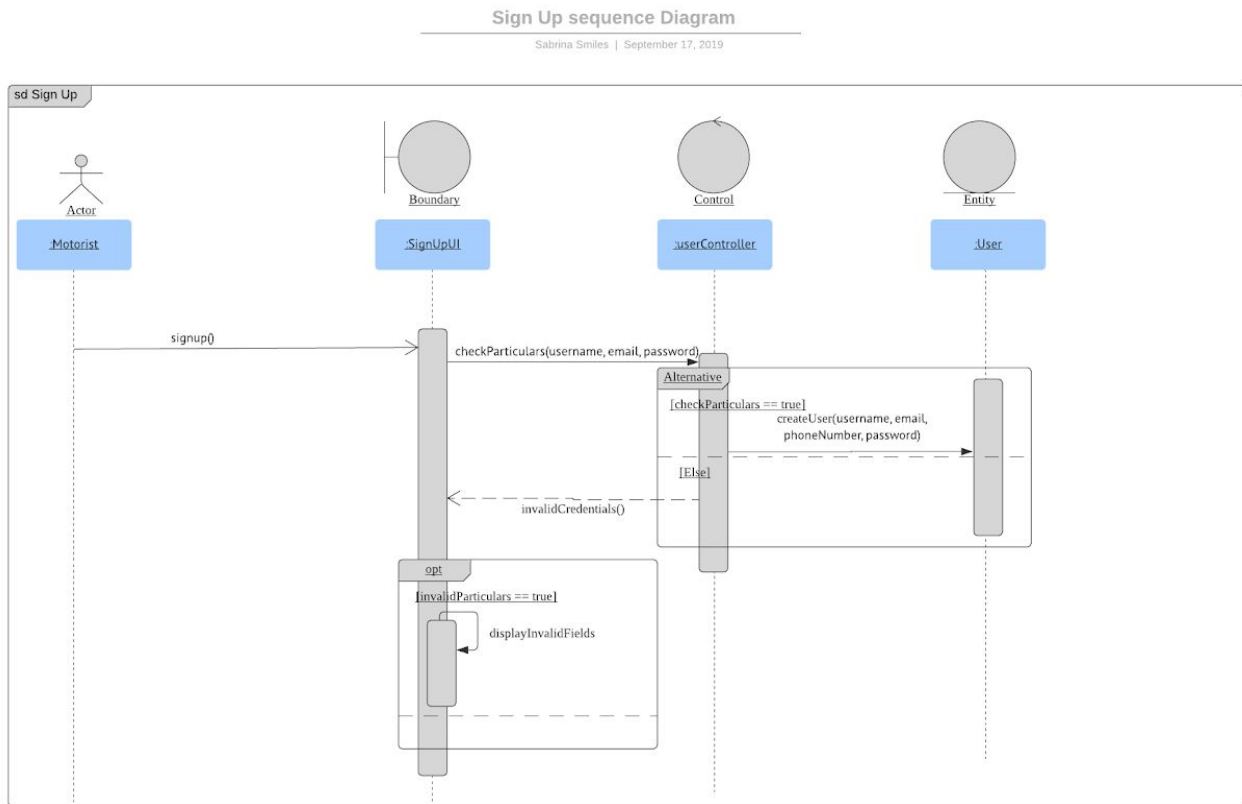 Sign Up sequence Diagram
Sabrina Smiles | September 17, 2019
sd Sign Up
Actor
Boundary
Control
Entity
:Motorist
:SignUpUI
:userController
:User
signup()
checkParticulars(username, email, password)
Alternative
[checkParticulars == true]
createUser(username, email,
phoneNumber, password)
[Else]
invalidCredentials()
opt
[invalidParticulars == true]
displayInvalidFields